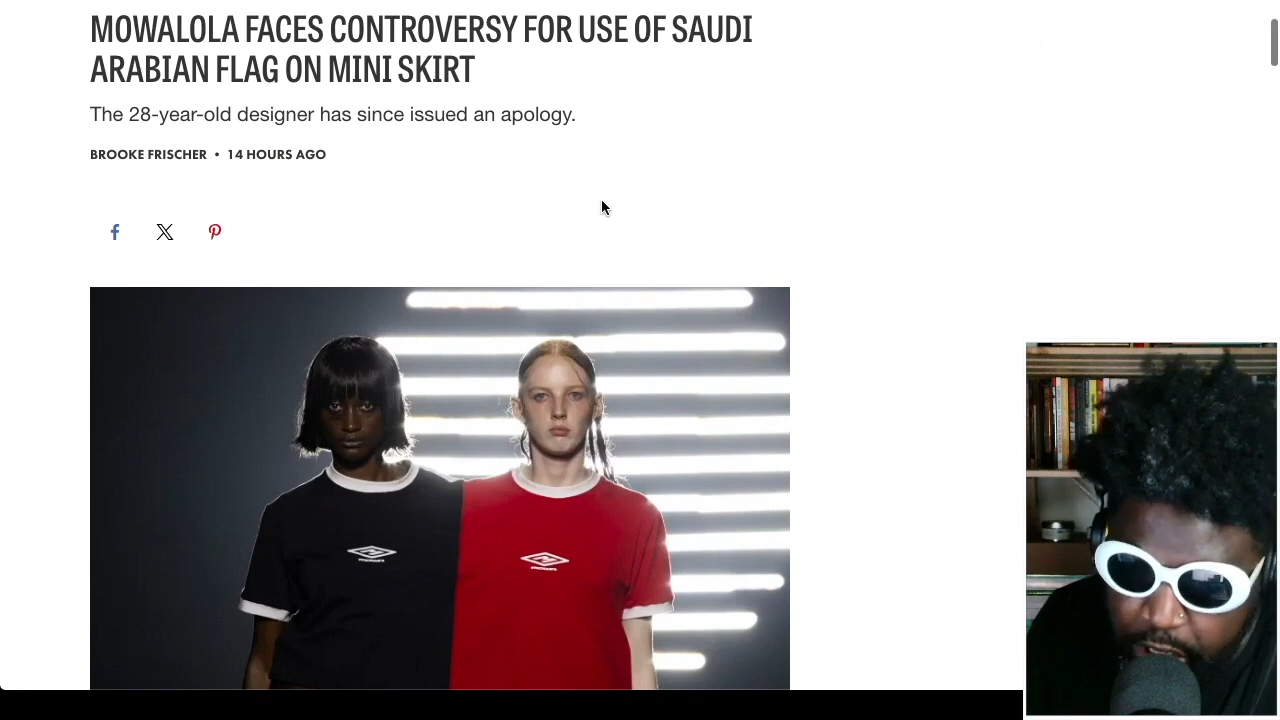 MOWALOLA FACES CONTROVERSY FOR USE OF SAUDI
ARABIAN FLAG ON MINI SKIRT
The 28-year-old designer has since issued an apology.
BROOKE FRISCHER • 14 HOURS AGO